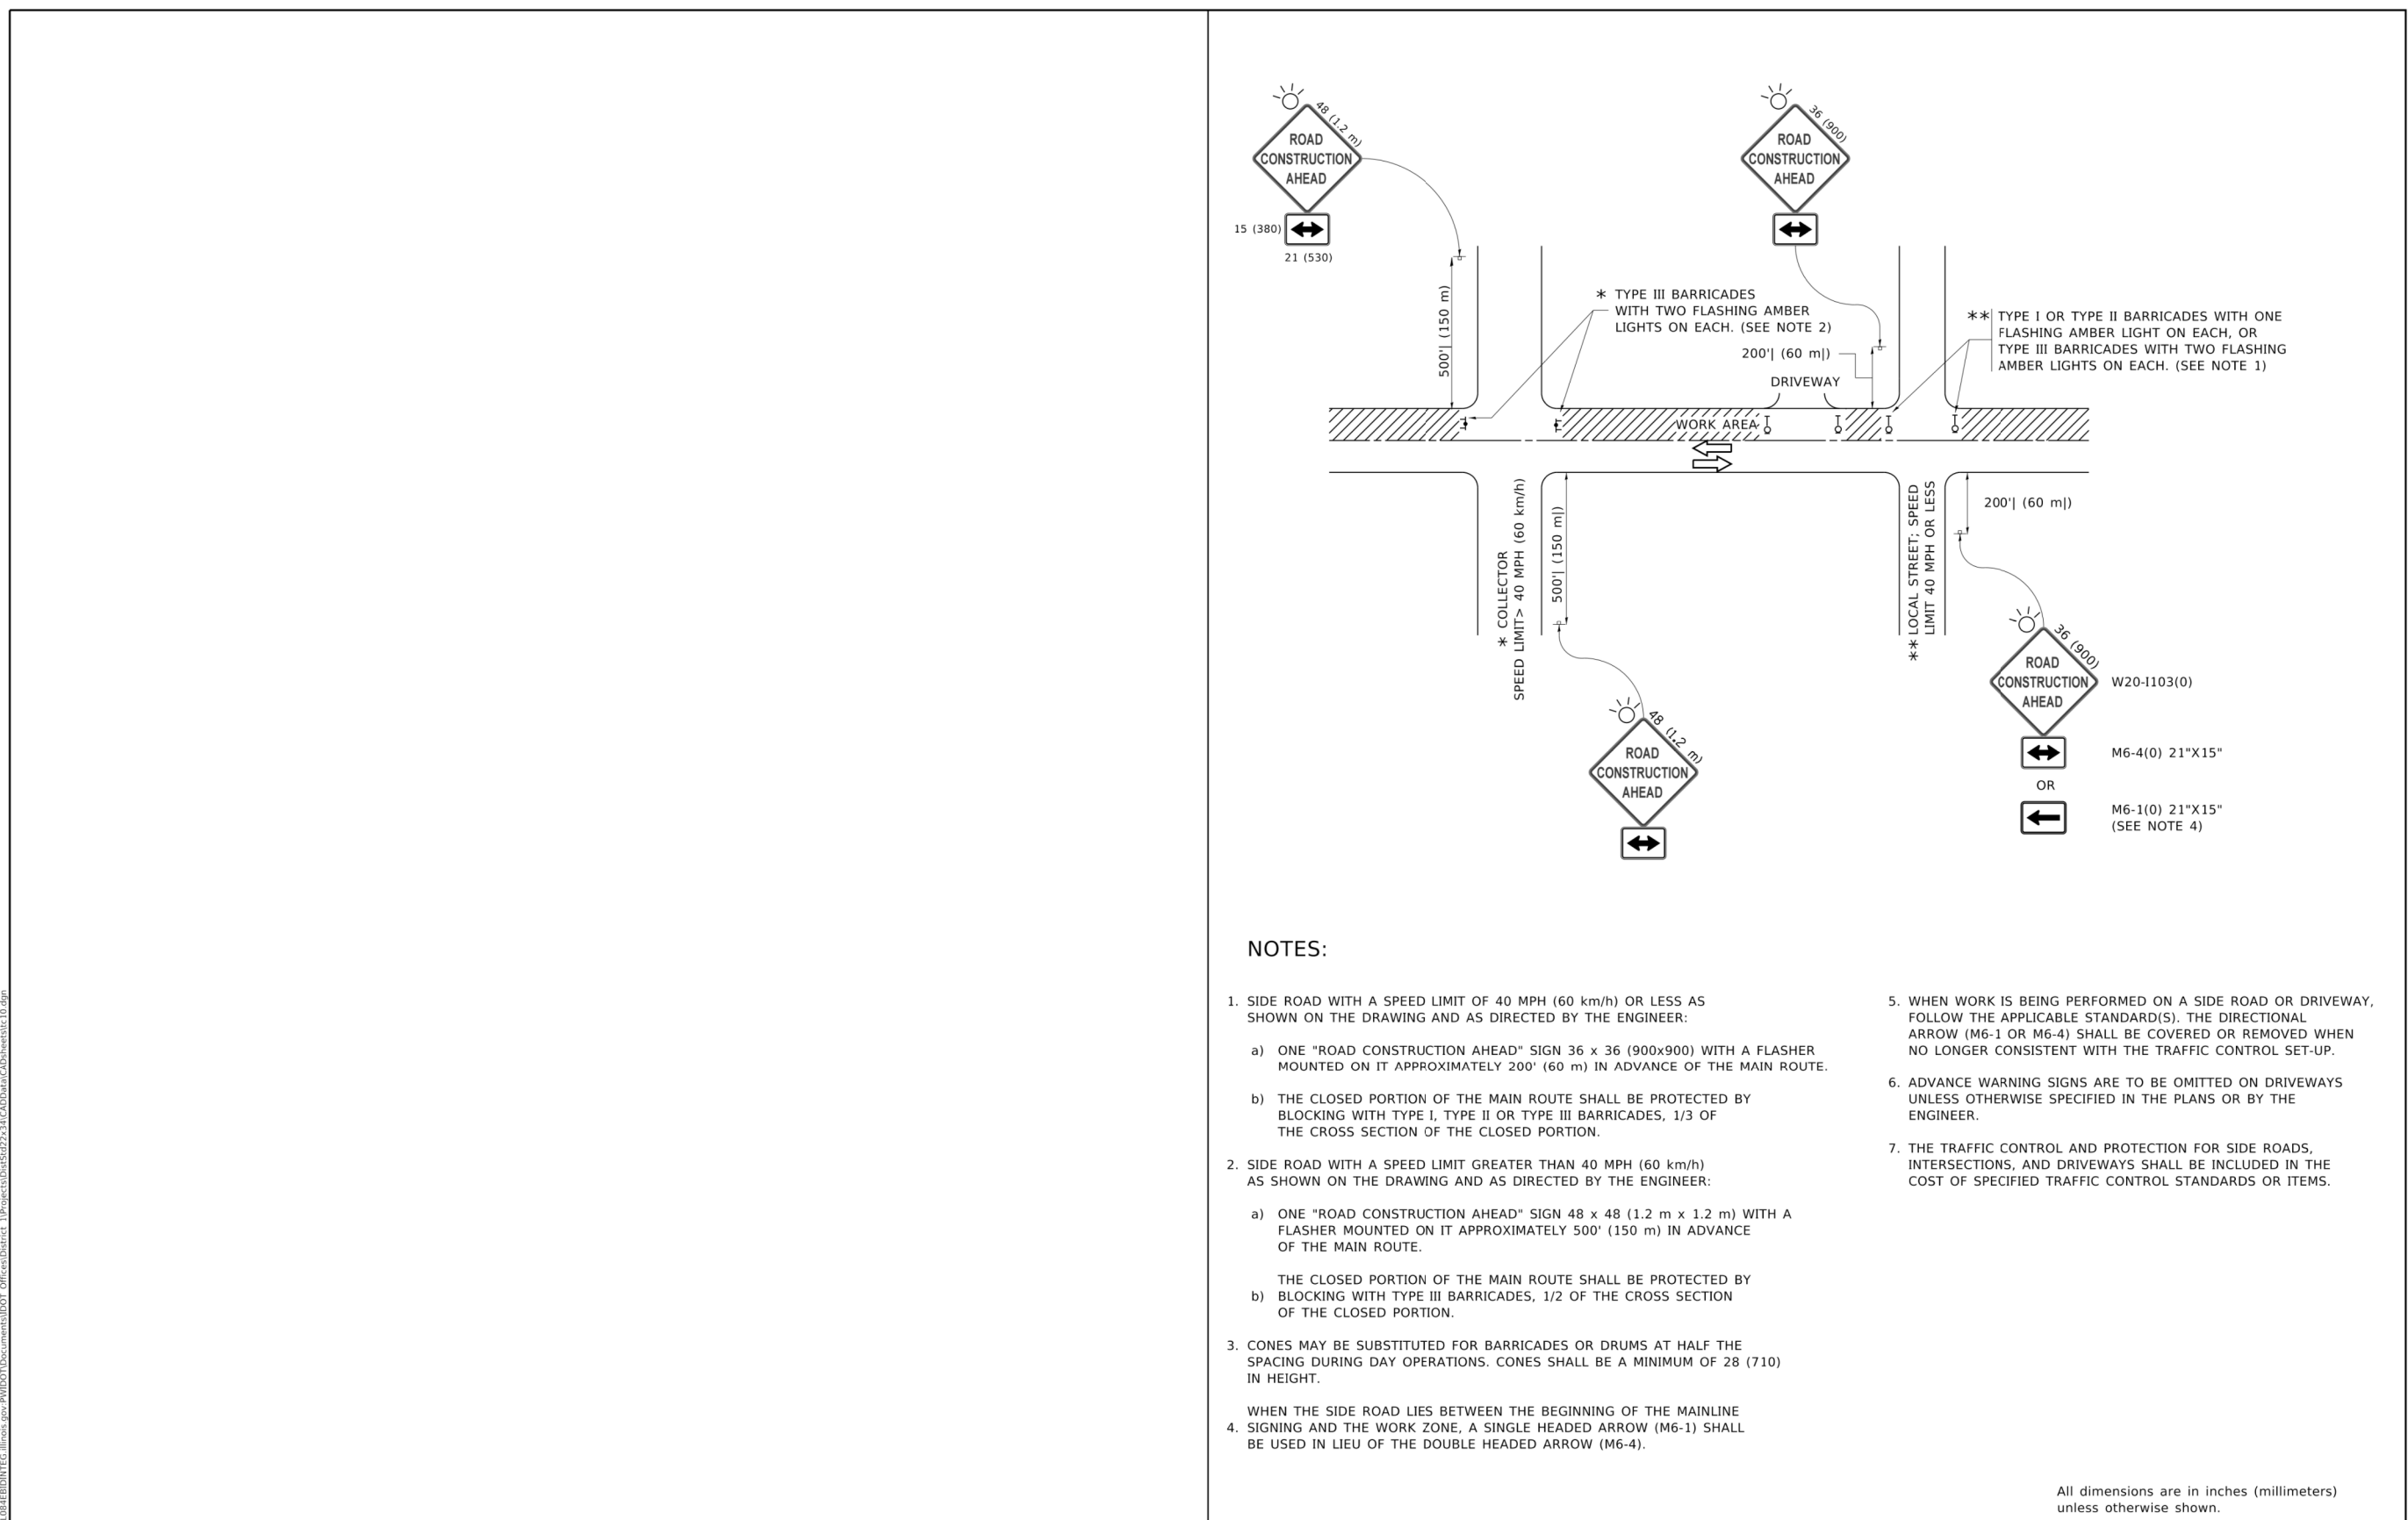 48 (1.2 m)
ROAD
CONSTRUCTION
AHEAD
15 (380)
21 (530)
36 (900)
ROAD
CONSTRUCTION
AHEAD
500'| (150 m)
* TYPE III BARRICADES
WITH TWO FLASHING AMBER
LIGHTS ON EACH. (SEE NOTE 2)
200'| (60 m|)
DRIVEWAY
** TYPE I OR TYPE II BARRICADES WITH ONE
FLASHING AMBER LIGHT ON EACH, OR
TYPE III BARRICADES WITH TWO FLASHING
AMBER LIGHTS ON EACH. (SEE NOTE 1)
WORK AREA
* COLLECTOR
SPEED LIMIT> 40 MPH (60 km/h)
500'| (150 m|)
** LOCAL STREET; SPEED
LIMIT 40 MPH OR LESS
200'| (60 m|)
48 (1.2 m)
ROAD
CONSTRUCTION
AHEAD
36 (900)
ROAD
CONSTRUCTION
AHEAD
W20-I103(0)
M6-4(0) 21"X15"
OR
M6-1(0) 21"X15"
(SEE NOTE 4)
NOTES:
1. SIDE ROAD WITH A SPEED LIMIT OF 40 MPH (60 km/h) OR LESS AS
SHOWN ON THE DRAWING AND AS DIRECTED BY THE ENGINEER:
a) ONE "ROAD CONSTRUCTION AHEAD" SIGN 36 x 36 (900x900) WITH A FLASHER
MOUNTED ON IT APPROXIMATELY 200' (60 m) IN ADVANCE OF THE MAIN ROUTE.
b) THE CLOSED PORTION OF THE MAIN ROUTE SHALL BE PROTECTED BY
BLOCKING WITH TYPE I, TYPE II OR TYPE III BARRICADES, 1/3 OF
THE CROSS SECTION OF THE CLOSED PORTION.
2. SIDE ROAD WITH A SPEED LIMIT GREATER THAN 40 MPH (60 km/h)
AS SHOWN ON THE DRAWING AND AS DIRECTED BY THE ENGINEER:
a) ONE "ROAD CONSTRUCTION AHEAD" SIGN 48 x 48 (1.2 m x 1.2 m) WITH A
FLASHER MOUNTED ON IT APPROXIMATELY 500' (150 m) IN ADVANCE
OF THE MAIN ROUTE.
THE CLOSED PORTION OF THE MAIN ROUTE SHALL BE PROTECTED BY
b) BLOCKING WITH TYPE III BARRICADES, 1/2 OF THE CROSS SECTION
OF THE CLOSED PORTION.
3. CONES MAY BE SUBSTITUTED FOR BARRICADES OR DRUMS AT HALF THE
SPACING DURING DAY OPERATIONS. CONES SHALL BE A MINIMUM OF 28 (710)
IN HEIGHT.
WHEN THE SIDE ROAD LIES BETWEEN THE BEGINNING OF THE MAINLINE
4. SIGNING AND THE WORK ZONE, A SINGLE HEADED ARROW (M6-1) SHALL
BE USED IN LIEU OF THE DOUBLE HEADED ARROW (M6-4).
5. WHEN WORK IS BEING PERFORMED ON A SIDE ROAD OR DRIVEWAY,
FOLLOW THE APPLICABLE STANDARD(S). THE DIRECTIONAL
ARROW (M6-1 OR M6-4) SHALL BE COVERED OR REMOVED WHEN
NO LONGER CONSISTENT WITH THE TRAFFIC CONTROL SET-UP.
6. ADVANCE WARNING SIGNS ARE TO BE OMITTED ON DRIVEWAYS
UNLESS OTHERWISE SPECIFIED IN THE PLANS OR BY THE
ENGINEER.
7. THE TRAFFIC CONTROL AND PROTECTION FOR SIDE ROADS,
INTERSECTIONS, AND DRIVEWAYS SHALL BE INCLUDED IN THE
COST OF SPECIFIED TRAFFIC CONTROL STANDARDS OR ITEMS.
All dimensions are in inches (millimeters)
unless otherwise shown.